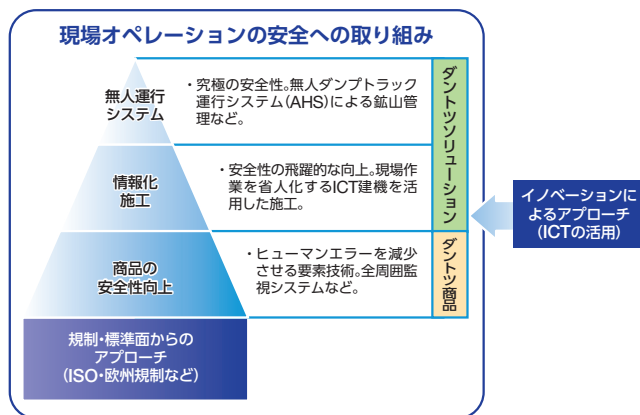 現場オペレーションの安全への取り組み
無人運行
システム
・究極の安全性。無人ダンプトラック
運行システム(AHS)による鉱山管
理など。
情報化
施工
・安全性の飛躍的な向上。現場作
業を省人化するICT建機を活
用した施工。
商品の
安全性向上
・ヒューマンエラーを減少
させる要素技術。全周囲監
視システムなど。
ダントツソリューション
ダントツ商品
イノベーションに
よるアプローチ
(ICTの活用)
規制・標準面からの
アプローチ
(ISO・欧州規制など)